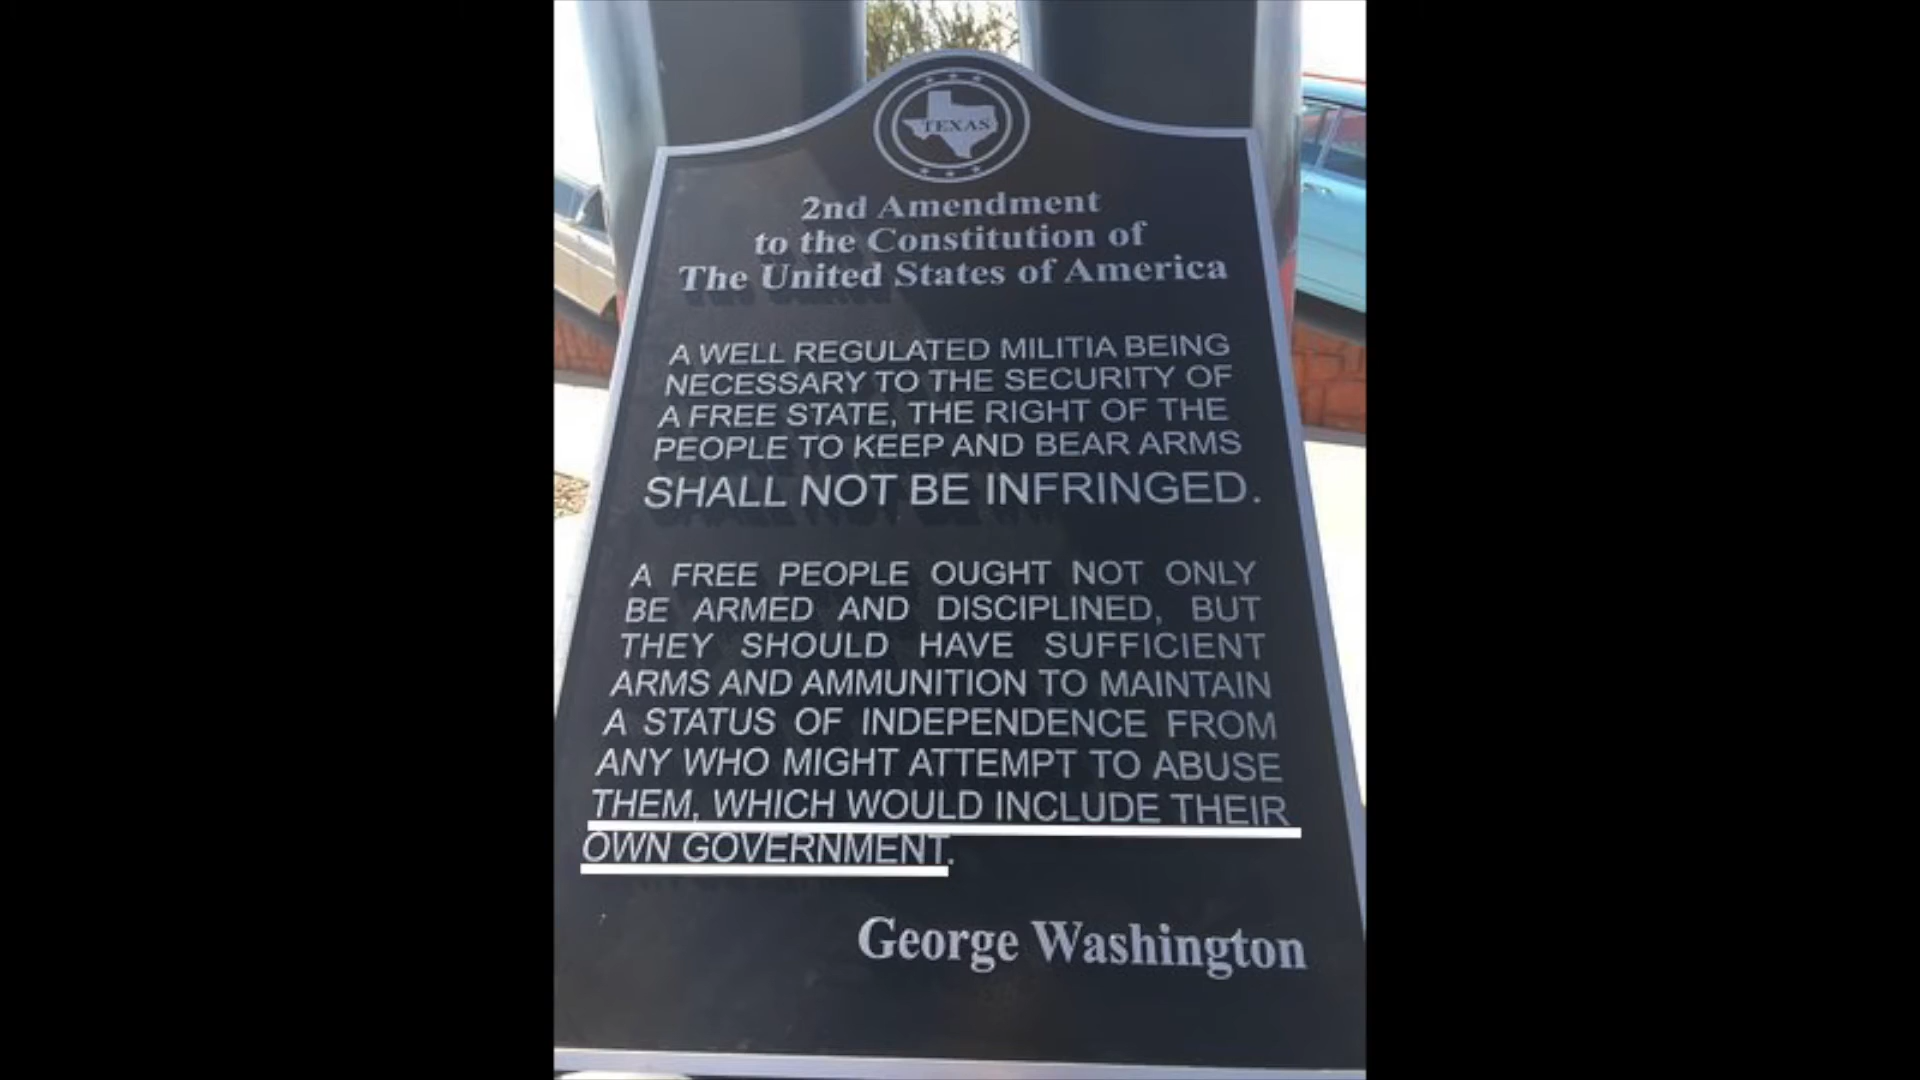 TEXAS
2nd Amendment
to the Constitution of
The United States of America
A WELL REGULATED MILITIA BEING
NECESSARY TO THE SECURITY OF
A FREE STATE, THE RIGHT OF THE
PEOPLE TO KEEP AND BEAR ARMS
SHALL NOT BE INFRINGED.
A FREE PEOPLE OUGHT NOT ONLY
BE ARMED AND DISCIPLINED, BUT
THEY SHOULD HAVE SUFFICIENT
ARMS AND AMMUNITION TO MAINTAIN
A STATUS OF INDEPENDENCE FROM
ANY WHO MIGHT ATTEMPT TO ABUSE
THEM, WHICH WOULD INCLUDE THEIR
OWN GOVERNMENT.
George Washington